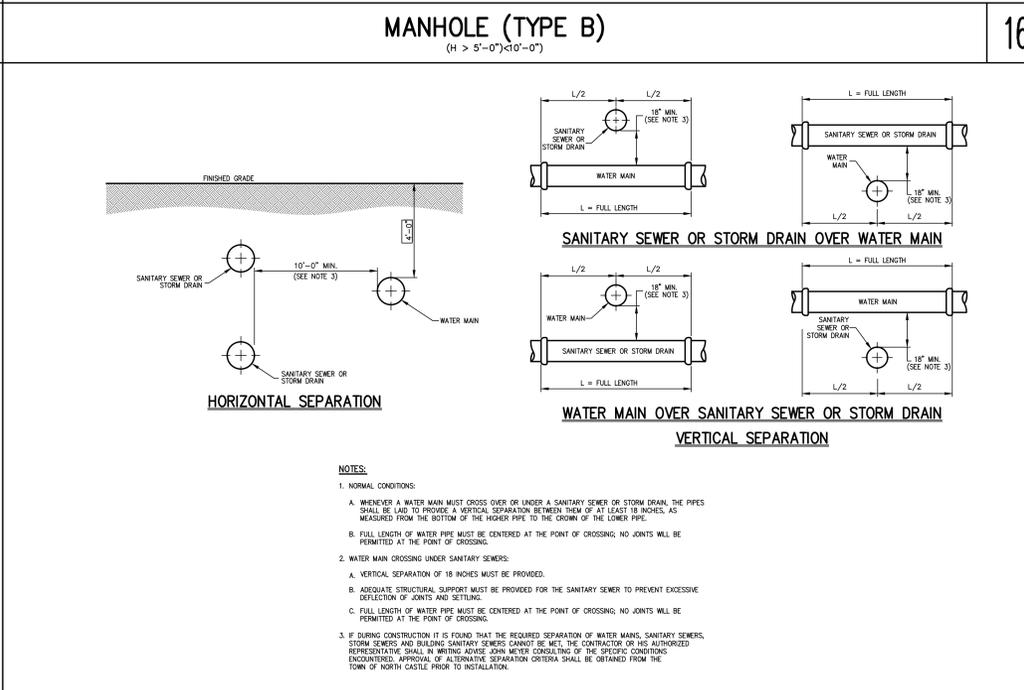 MANHOLE (TYPE B)
(H > 5'-0")<10'-0")
16
FINISHED GRADE
4'-0"
SANITARY SEWER OR
STORM DRAIN
10'-0" MIN.
(SEE NOTE 3)
WATER MAIN
SANITARY SEWER OR
STORM DRAIN
HORIZONTAL SEPARATION
L/2
L/2
18" MIN.
(SEE NOTE 3)
SANITARY
SEWER OR
STORM DRAIN
WATER MAIN
L = FULL LENGTH
L = FULL LENGTH
SANITARY SEWER OR STORM DRAIN
WATER
MAIN
18" MIN.
(SEE NOTE 3)
L/2
L/2
SANITARY SEWER OR STORM DRAIN OVER WATER MAIN
L/2
L/2
18" MIN.
(SEE NOTE 3)
WATER MAIN
SANITARY SEWER OR STORM DRAIN
L = FULL LENGTH
L = FULL LENGTH
WATER MAIN
SANITARY
SEWER OR
STORM DRAIN
18" MIN.
(SEE NOTE 3)
L/2
L/2
WATER MAIN OVER SANITARY SEWER OR STORM DRAIN
VERTICAL SEPARATION
NOTES:
1. NORMAL CONDITIONS:
A. WHENEVER A WATER MAIN MUST CROSS OVER OR UNDER A SANITARY SEWER OR STORM DRAIN, THE PIPES
SHALL BE LAID TO PROVIDE A VERTICAL SEPARATION BETWEEN THEM OF AT LEAST 18 INCHES, AS
MEASURED FROM THE BOTTOM OF THE HIGHER PIPE TO THE CROWN OF THE LOWER PIPE.
B. FULL LENGTH OF WATER PIPE MUST BE CENTERED AT THE POINT OF CROSSING; NO JOINTS WILL BE
PERMITTED AT THE POINT OF CROSSING.
2. WATER MAIN CROSSING UNDER SANITARY SEWERS:
A. VERTICAL SEPARATION OF 18 INCHES MUST BE PROVIDED.
B. ADEQUATE STRUCTURAL SUPPORT MUST BE PROVIDED FOR THE SANITARY SEWER TO PREVENT EXCESSIVE
DEFLECTION OF JOINTS AND SETTLING.
C. FULL LENGTH OF WATER PIPE MUST BE CENTERED AT THE POINT OF CROSSING; NO JOINTS WILL BE
PERMITTED AT THE POINT OF CROSSING.
3. IF DURING CONSTRUCTION IT IS FOUND THAT THE REQUIRED SEPARATION OF WATER MAINS, SANITARY SEWERS,
STORM SEWERS AND BUILDING SANITARY SEWERS CANNOT BE MET, THE CONTRACTOR OR HIS AUTHORIZED
REPRESENTATIVE SHALL IN WRITING ADVISE JOHN MEYER CONSULTING OF THE SPECIFIC CONDITIONS
ENCOUNTERED. APPROVAL OF ALTERNATIVE SEPARATION CRITERIA SHALL BE OBTAINED FROM THE
TOWN OF NORTH CASTLE PRIOR TO INSTALLATION.